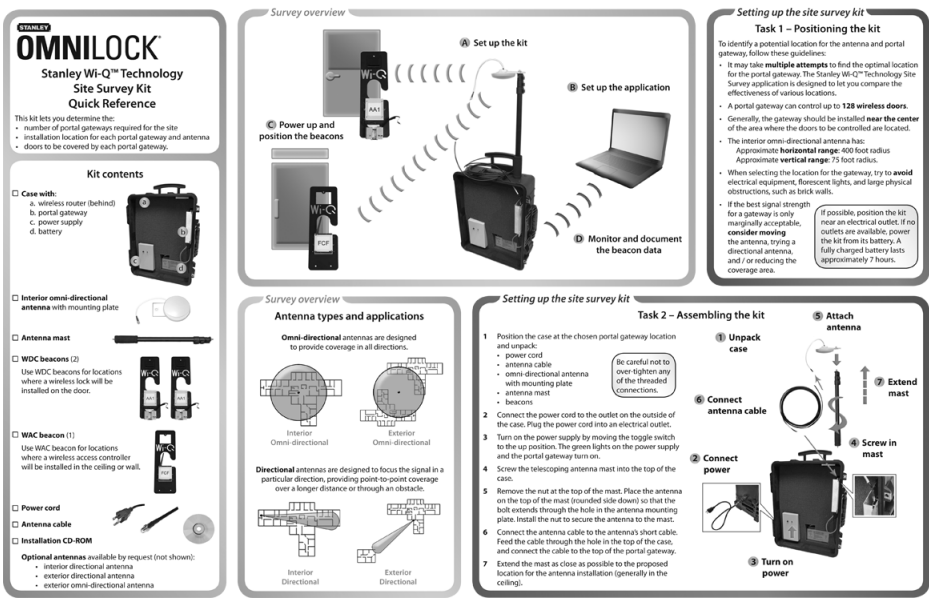 STANLEY
OMNILOCK®
Stanley Wi-Q™ Technology
Site Survey Kit
Quick Reference
This kit lets you determine the:
• number of portal gateways required for the site
• installation location for each portal gateway and antenna
• doors to be covered by each portal gateway.
Kit contents
☐ Case with:
a. wireless router (behind)
b. portal gateway
c. power supply
d. battery
a
b
c
d
☐ Interior omni-directional
antenna with mounting plate
☐ Antenna mast
☐ WDC beacons (2)
Use WDC beacons for locations
where a wireless lock will be
installed on the door.
Wi-Q
Wi-Q
AA1
AA1
☐ WAC beacon (1)
Use WAC beacon for locations
where a wireless access controller
will be installed in the ceiling or wall.
Wi-Q
FCF
☐ Power cord
☐ Antenna cable
☐ Installation CD-ROM
Optional antennas available by request (not shown):
• interior directional antenna
• exterior directional antenna
• exterior omni-directional antenna
Survey overview
A Set up the kit
Wi-Q
AA1
B Set up the application
C Power up and
position the beacons
Wi-Q
FCF
D Monitor and document
the beacon data
Survey overview
Antenna types and applications
Omni-directional antennas are designed
to provide coverage in all directions.
Interior
Omni-directional
Exterior
Omni-directional
Directional antennas are designed to focus the signal in a
particular direction, providing point-to-point coverage
over a longer distance or through an obstacle.
Interior
Directional
Exterior
Directional
Setting up the site survey kit
Task 1 – Positioning the kit
To identify a potential location for the antenna and portal
gateway, follow these guidelines:
• It may take multiple attempts to find the optimal location
for the portal gateway. The Stanley Wi-Q™ Technology Site
Survey application is designed to let you compare the
effectiveness of various locations.
• A portal gateway can control up to 128 wireless doors.
• Generally, the gateway should be installed near the center
of the area where the doors to be controlled are located.
• The interior omni-directional antenna has:
Approximate horizontal range: 400 foot radius
Approximate vertical range: 75 foot radius.
• When selecting the location for the gateway, try to avoid
electrical equipment, florescent lights, and large physical
obstructions, such as brick walls.
• If the best signal strength
for a gateway is only
marginally acceptable,
consider moving
the antenna, trying a
directional antenna,
and / or reducing the
coverage area.
If possible, position the kit
near an electrical outlet. If no
outlets are available, power
the kit from its battery. A
fully charged battery lasts
approximately 7 hours.
Setting up the site survey kit
Task 2 – Assembling the kit
1 Position the case at the chosen portal gateway location
and unpack:
• power cord
• antenna cable
• omni-directional antenna
with mounting plate
• antenna mast
• beacons
Be careful not to
over-tighten any
of the threaded
connections.
2 Connect the power cord to the outlet on the outside of
the case. Plug the power cord into an electrical outlet.
3 Turn on the power supply by moving the toggle switch
to the up position. The green lights on the power supply
and the portal gateway turn on.
4 Screw the telescoping antenna mast into the top of the
case.
5 Remove the nut at the top of the mast. Place the antenna
on the top of the mast (rounded side down) so that the
bolt extends through the hole in the antenna mounting
plate. Install the nut to secure the antenna to the mast.
6 Connect the antenna cable to the antenna's short cable.
Feed the cable through the hole in the top of the case,
and connect the cable to the top of the portal gateway.
7 Extend the mast as close as possible to the proposed
location for the antenna installation (generally in the
ceiling).
5 Attach
antenna
1 Unpack
case
7 Extend
mast
6 Connect
antenna cable
4 Screw in
mast
2 Connect
power
3 Turn on
power